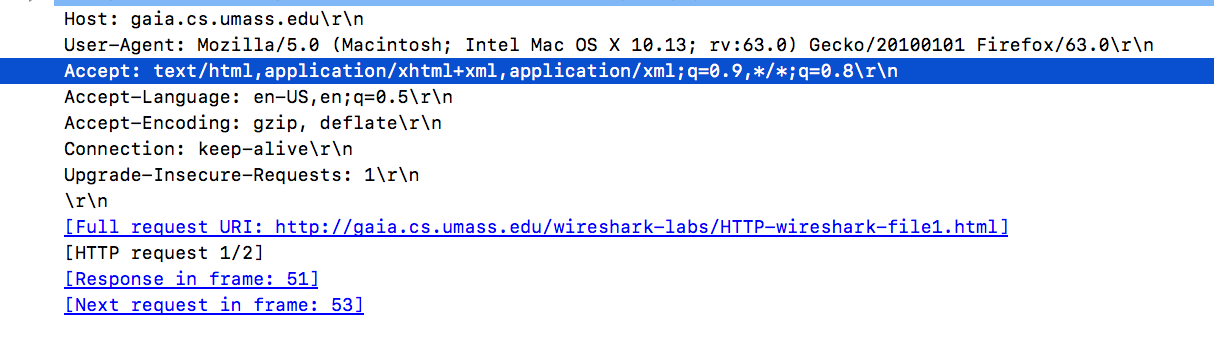 Host: gaia.cs.umass.edu\r\n
User-Agent: Mozilla/5.0 (Macintosh; Intel Mac OS X 10.13; rv:63.0) Gecko/20100101 Firefox/63.0\r\n
Accept: text/html,application/xhtml+xml,application/xml;q=0.9,*/*;q=0.8\r\n
Accept-Language: en-US,en;q=0.5\r\n
Accept-Encoding: gzip, deflate\r\n
Connection: keep-alive\r\n
Upgrade-Insecure-Requests: 1\r\n
\r\n
[Full request URI: http://gaia.cs.umass.edu/wireshark-labs/HTTP-wireshark-file1.html]
[HTTP request 1/2]
[Response in frame: 51]
[Next request in frame: 53]